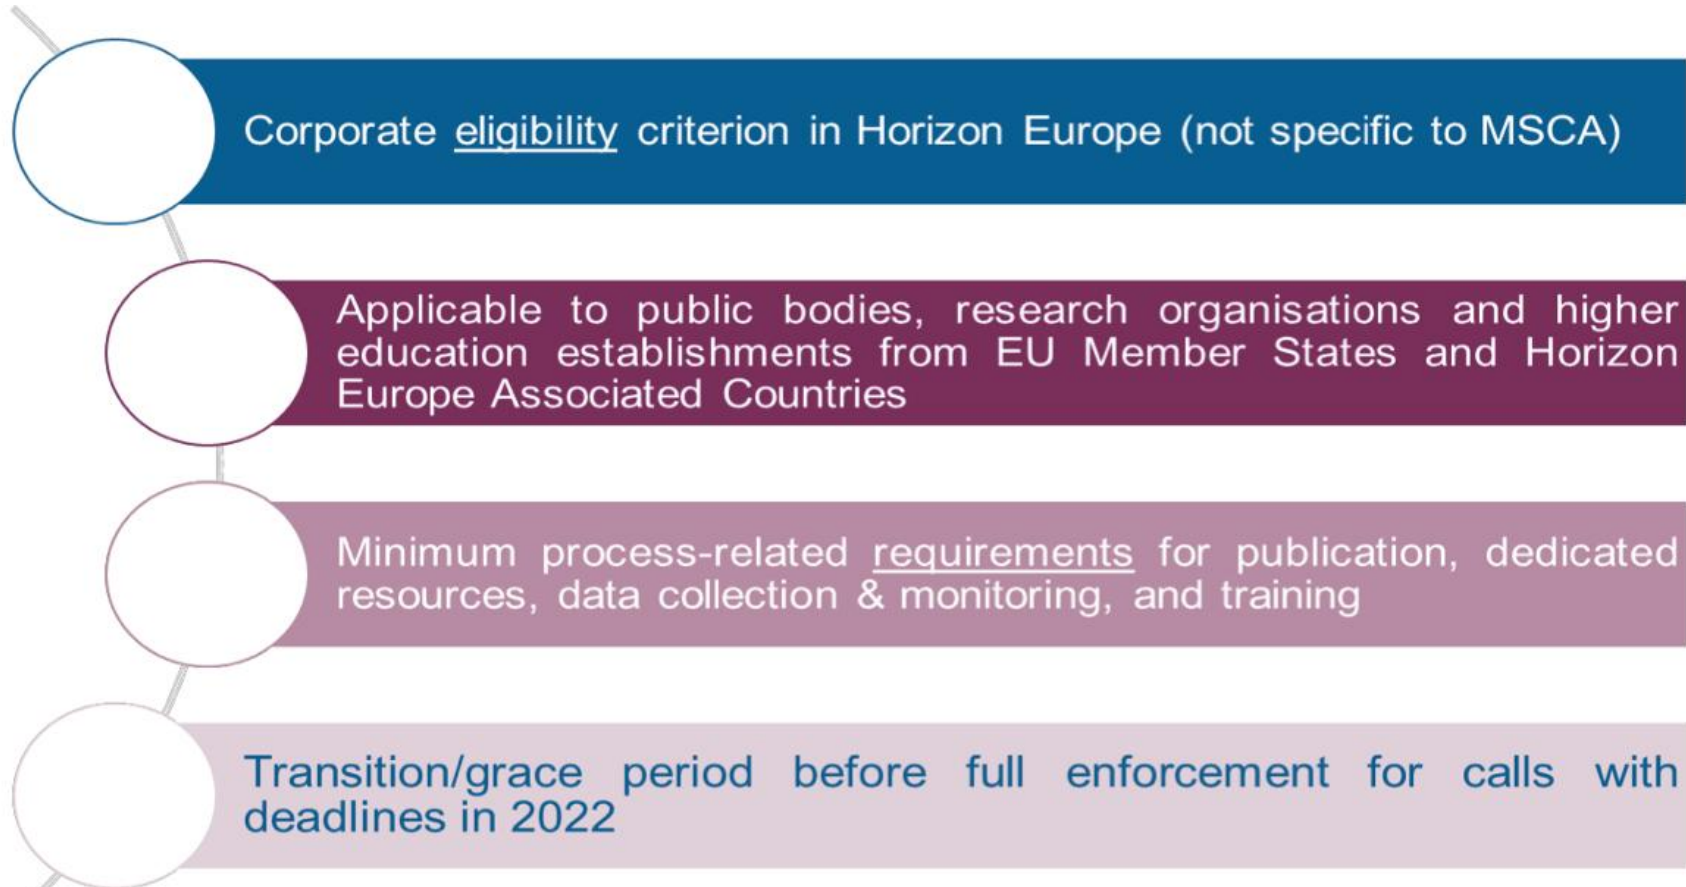 Corporate eligibility criterion in Horizon Europe (not specific to MSCA)
Applicable to public bodies, research organisations and higher
education establishments from EU Member States and Horizon
Europe Associated Countries
Minimum process-related requirements for publication, dedicated
resources, data collection & monitoring, and training
Transition/grace period before full enforcement for calls with
deadlines in 2022